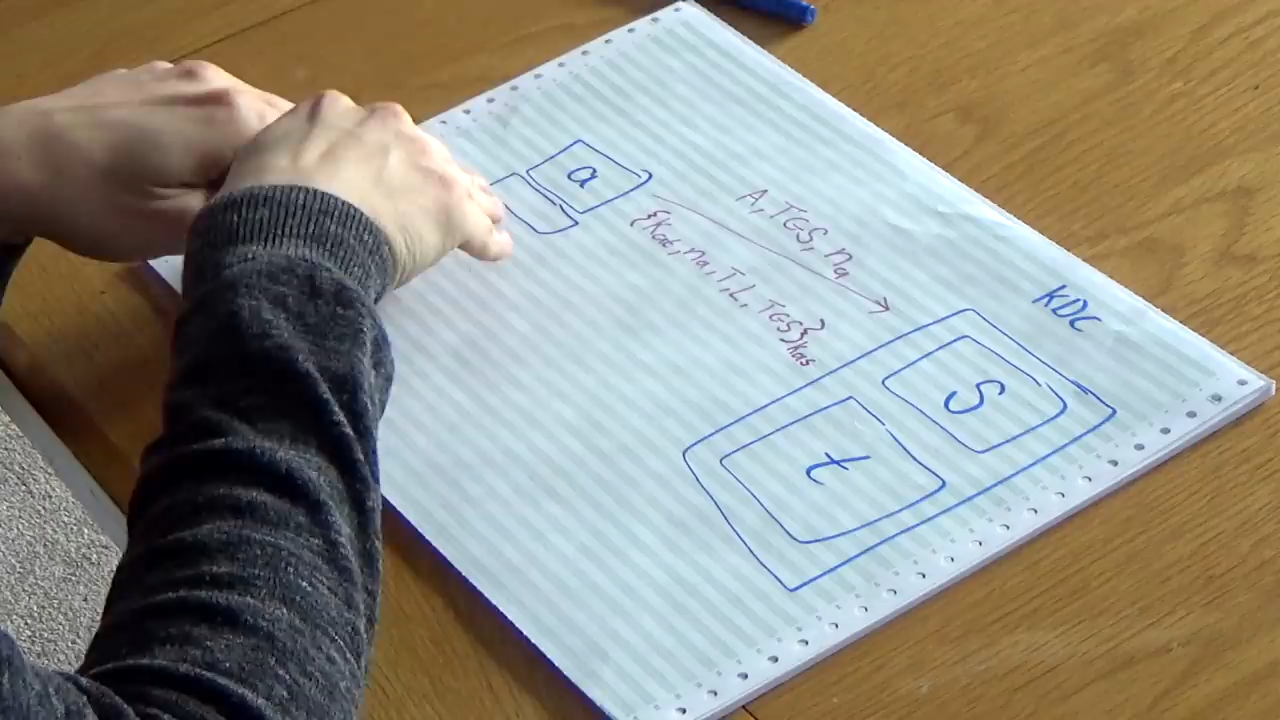 a
A, TGS, na
{Kat, na, T, L, TGS}Kas
KDC
S
t